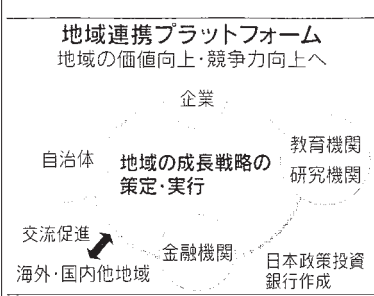 地域連携プラットフォーム
地域の価値向上・競争力向上へ
企業
自治体
地域の成長戦略の
策定・実行
教育機関
研究機関
交流促進
海外・国内他地域
金融機関
日本政策投資
銀行作成